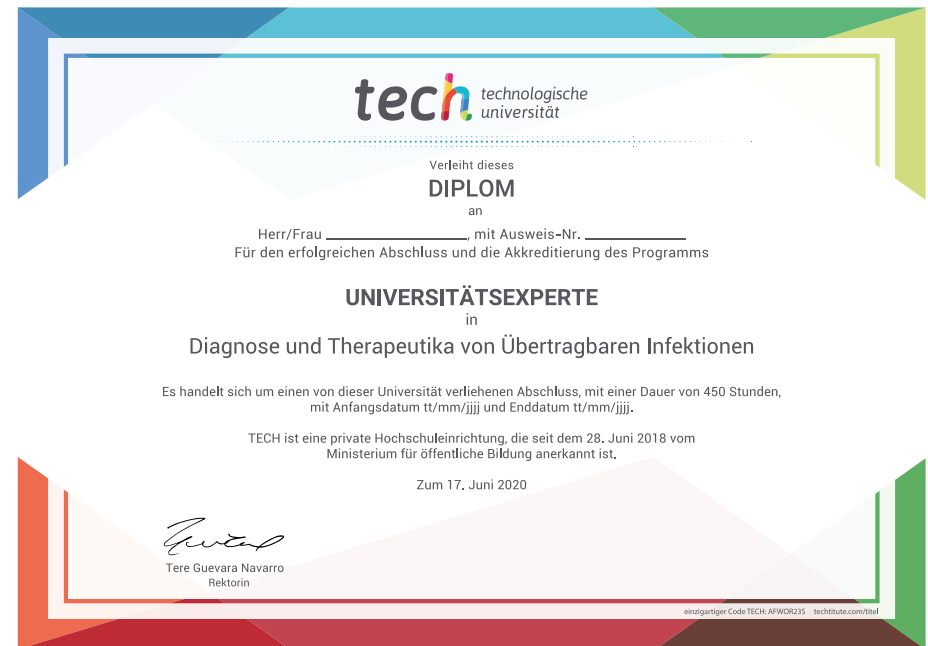 tech technologische
universität
Verleiht dieses
DIPLOM
an
Herr/Frau ________________, mit Ausweis-Nr. ____________
Für den erfolgreichen Abschluss und die Akkreditierung des Programms
UNIVERSITÄTSEXPERTE
in
Diagnose und Therapeutika von Übertragbaren Infektionen
Es handelt sich um einen von dieser Universität verliehenen Abschluss, mit einer Dauer von 450 Stunden,
mit Anfangsdatum tt/mm/jjjj und Enddatum tt/mm/jjjj.
TECH ist eine private Hochschuleinrichtung, die seit dem 28. Juni 2018 vom
Ministerium für öffentliche Bildung anerkannt ist.
Zum 17. Juni 2020
Tere Guevara Navarro
Rektorin
einzigartiger Code TECH: AFWOR23S techtitute.com/titel